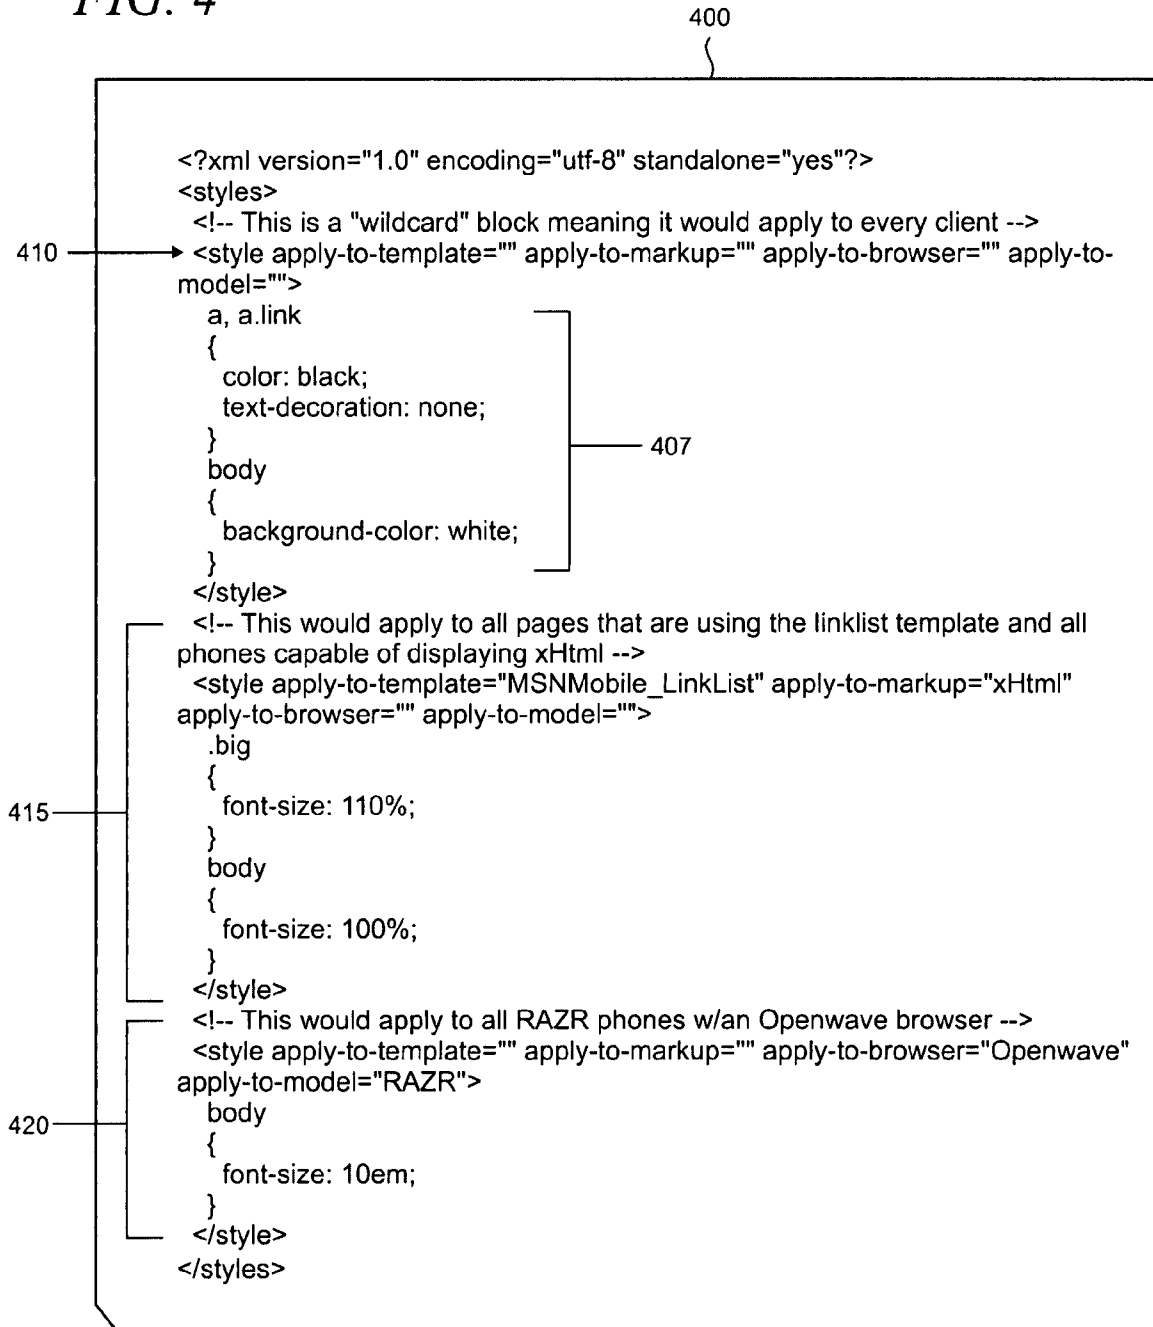 FIG. 4
400
<?xml version="1.0" encoding="utf-8" standalone="yes"?>
<styles>
<!-- This is a "wildcard" block meaning it would apply to every client -->
410
<style apply-to-template="" apply-to-markup="" apply-to-browser="" apply-to-
model="">
a, a.link
{
color: black;
text-decoration: none;
}
407
body
{
background-color: white;
}
</style>
<!-- This would apply to all pages that are using the linklist template and all
phones capable of displaying xHtml -->
<style apply-to-template="MSNMobile_LinkList" apply-to-markup="xHtml"
apply-to-browser="" apply-to-model="">
.big
{
415
font-size: 110%;
}
body
{
font-size: 100%;
}
</style>
<!-- This would apply to all RAZR phones w/an Openwave browser -->
<style apply-to-template="" apply-to-markup="" apply-to-browser="Openwave"
apply-to-model="RAZR">
420
body
{
font-size: 10em;
}
</style>
</styles>